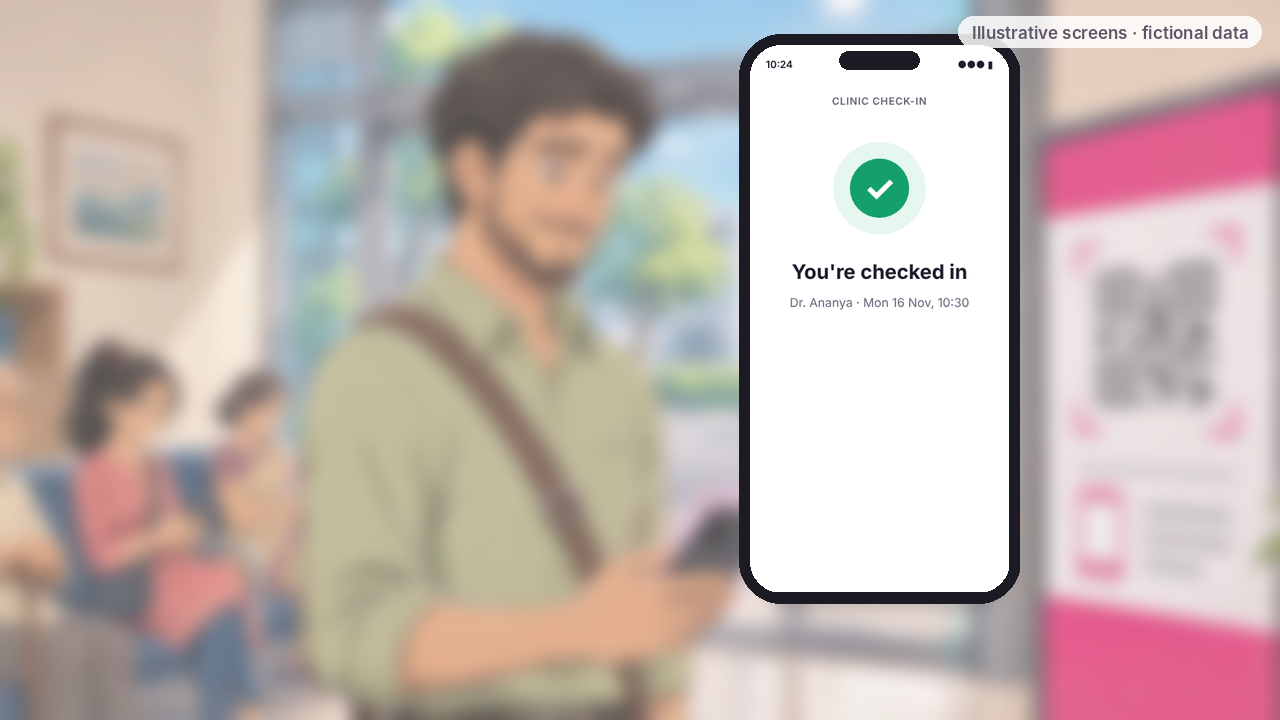 Illustrative screens · fictional data
10:24
CLINIC CHECK-IN
You're checked in
Dr. Ananya · Mon 16 Nov, 10:30